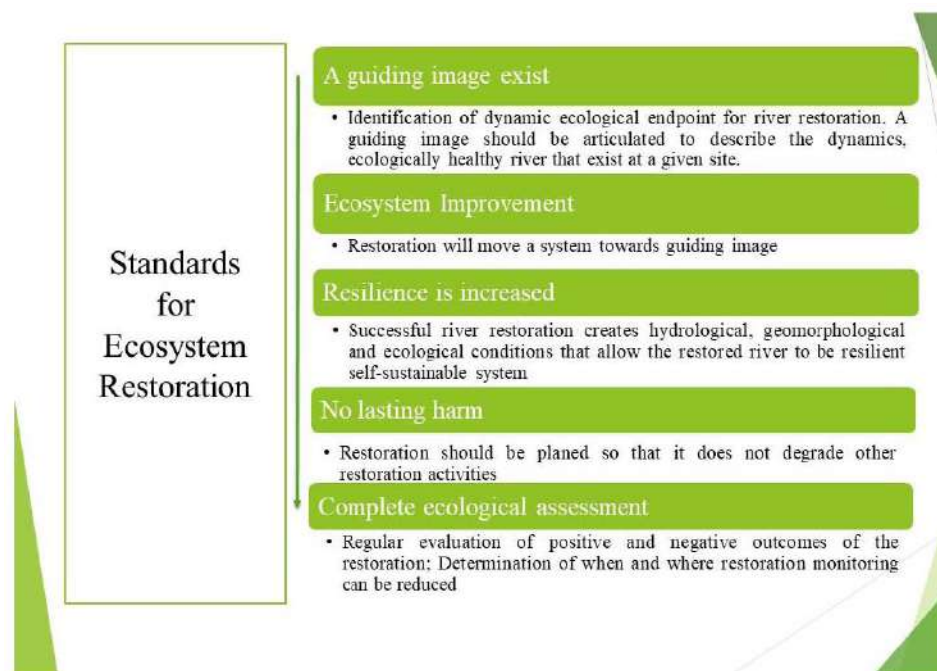 Standards
for
Ecosystem
Restoration
A guiding image exist
• Identification of dynamic ecological endpoint for river restoration. A
guiding image should be articulated to describe the dynamics,
ecologically healthy river that exist at a given site.
Ecosystem Improvement
• Restoration will move a system towards guiding image
Resilience is increased
• Successful river restoration creates hydrological, geomorphological
and ecological conditions that allow the restored river to be resilient
self-sustainable system
No lasting harm
• Restoration should be planed so that it does not degrade other
restoration activities
Complete ecological assessment
• Regular evaluation of positive and negative outcomes of the
restoration; Determination of when and where restoration monitoring
can be reduced